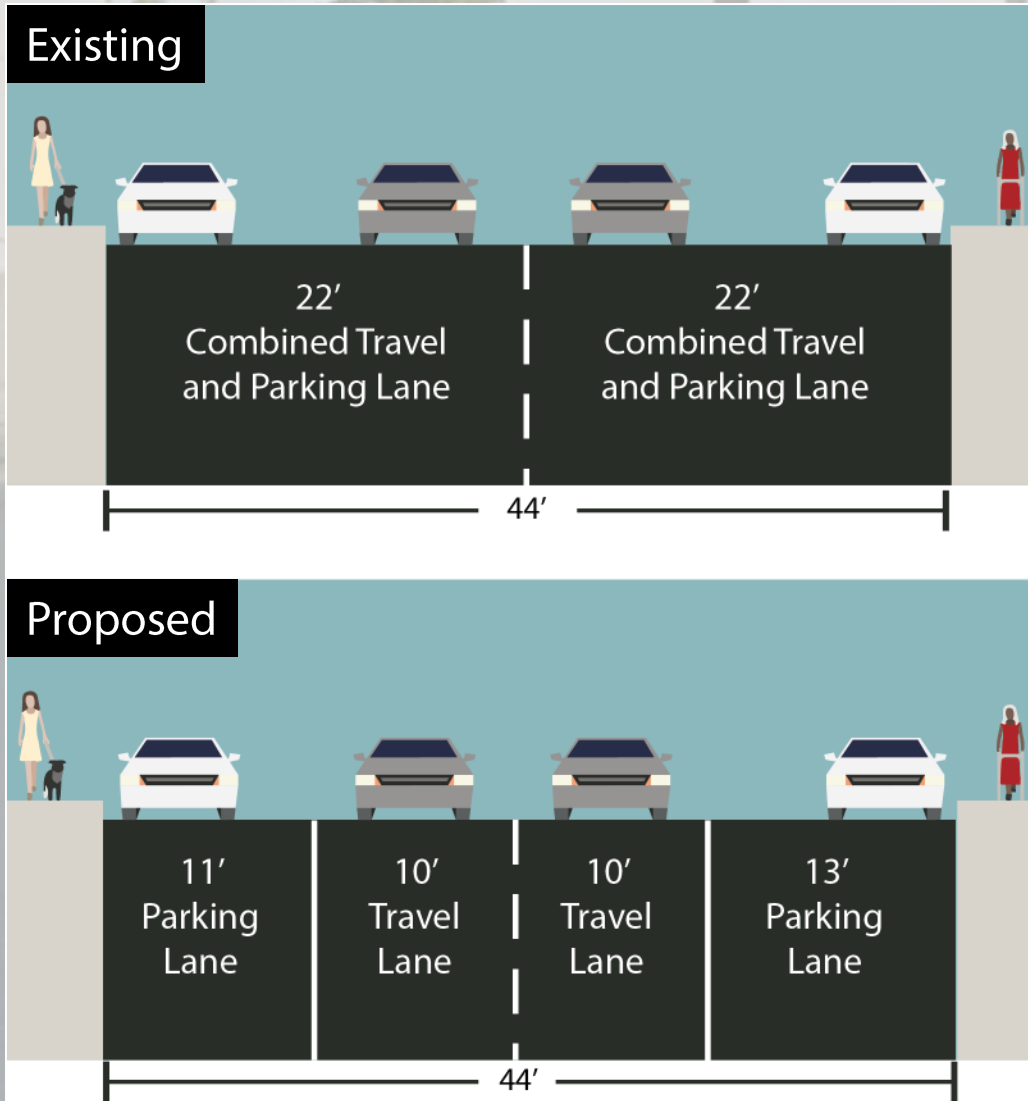 Existing
22′
Combined Travel
and Parking Lane
22′
Combined Travel
and Parking Lane
44′
Proposed
11′
Parking
Lane
10′
Travel
Lane
10′
Travel
Lane
13′
Parking
Lane
44′